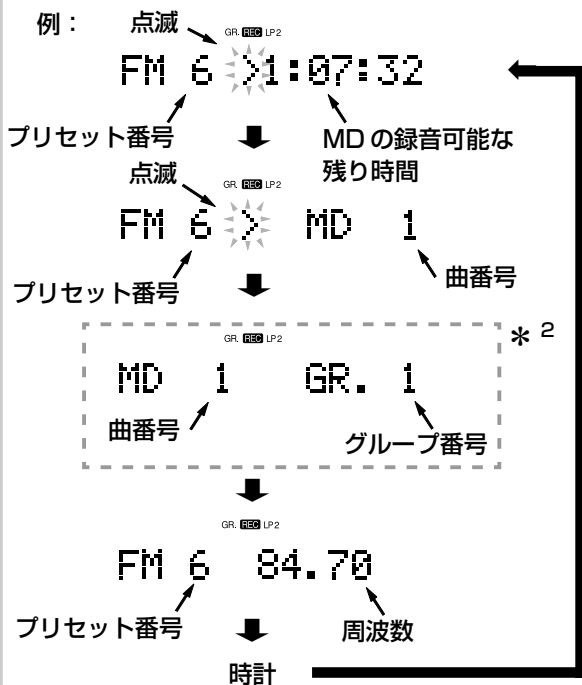 例： 点滅
GR. REC LP2
FM 6 >1:07:32
プリセット番号 MDの録音可能な
残り時間
点滅
GR. REC LP2
FM 6 > MD 1
プリセット番号 曲番号
GR. REC LP2
*2
MD 1 GR. 1
曲番号 グループ番号
GR. REC LP2
FM 6 84.70
プリセット番号 周波数
時計